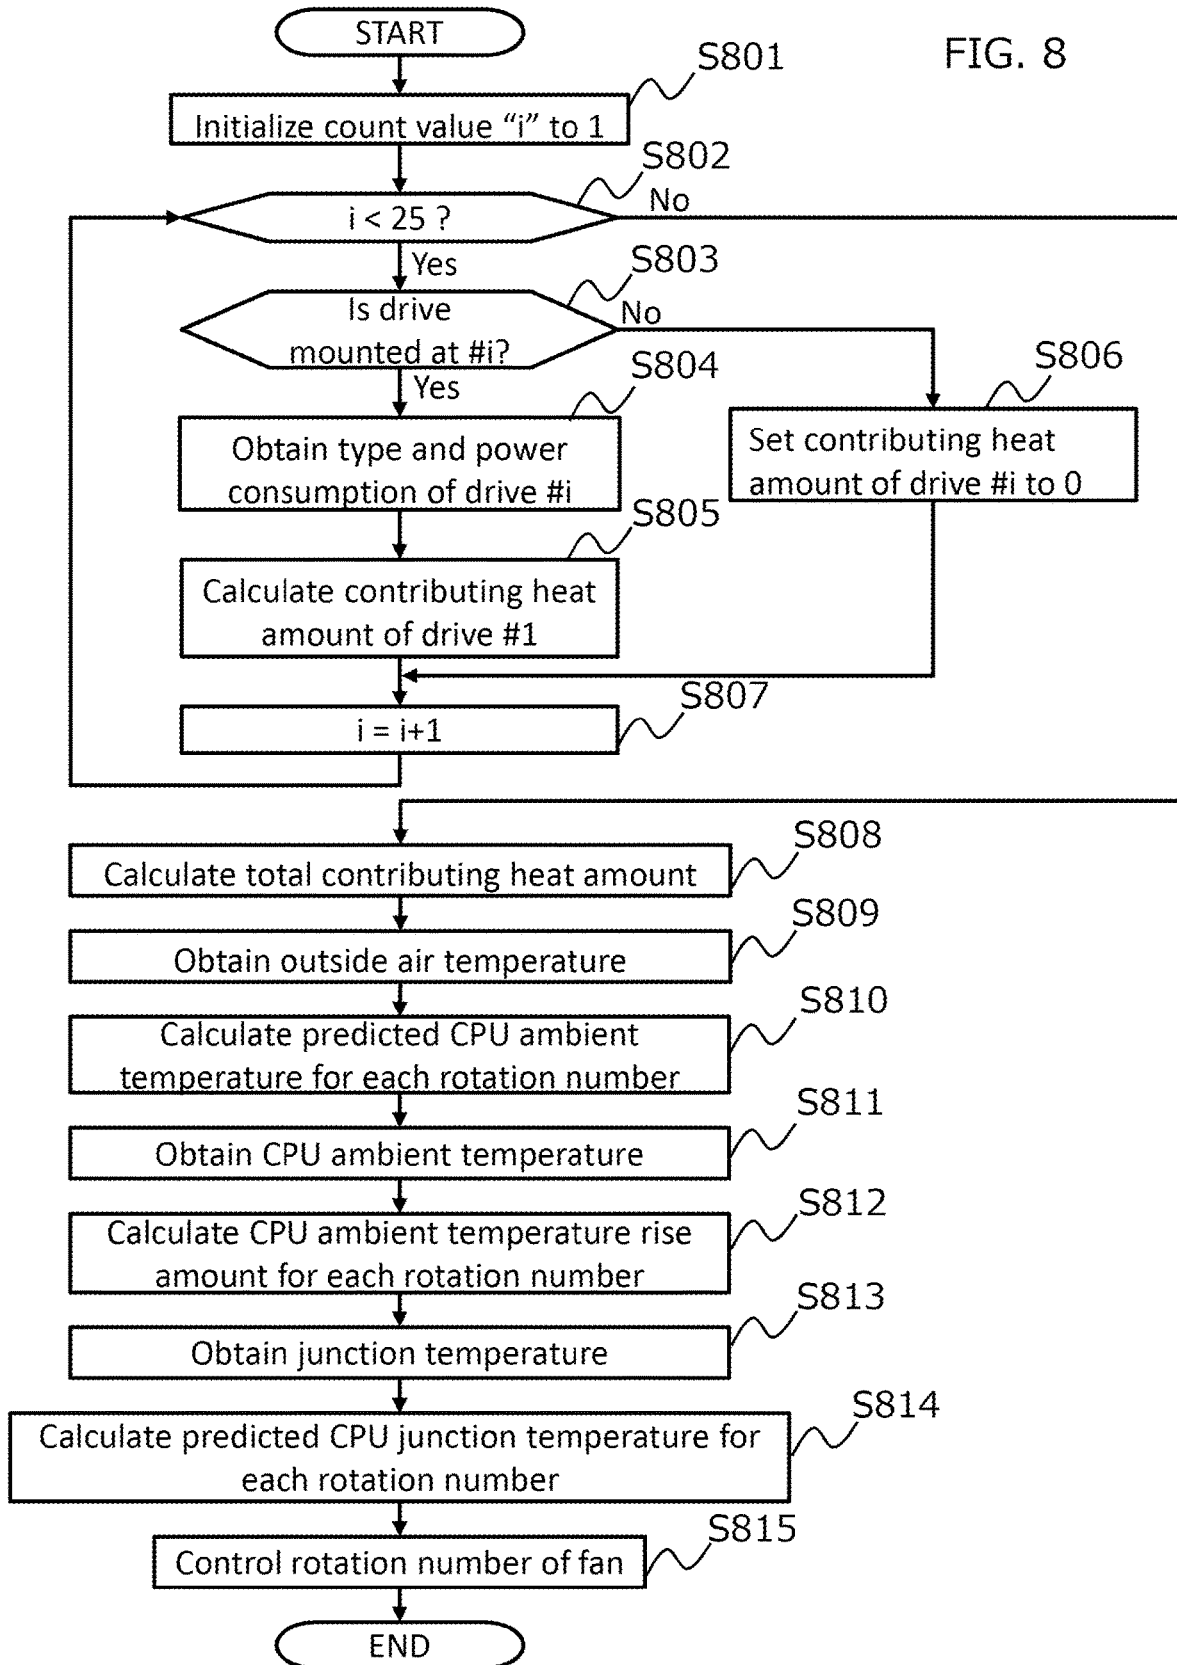 START
FIG. 8
S801
Initialize count value “i” to 1
S802
i < 25 ?
No
Yes
S803
Is drive
mounted at #i?
No
Yes
S804
Obtain type and power
consumption of drive #i
S806
Set contributing heat
amount of drive #i to 0
S805
Calculate contributing heat
amount of drive #1
S807
i = i+1
S808
Calculate total contributing heat amount
S809
Obtain outside air temperature
S810
Calculate predicted CPU ambient
temperature for each rotation number
S811
Obtain CPU ambient temperature
S812
Calculate CPU ambient temperature rise
amount for each rotation number
S813
Obtain junction temperature
S814
Calculate predicted CPU junction temperature for
each rotation number
S815
Control rotation number of fan
END